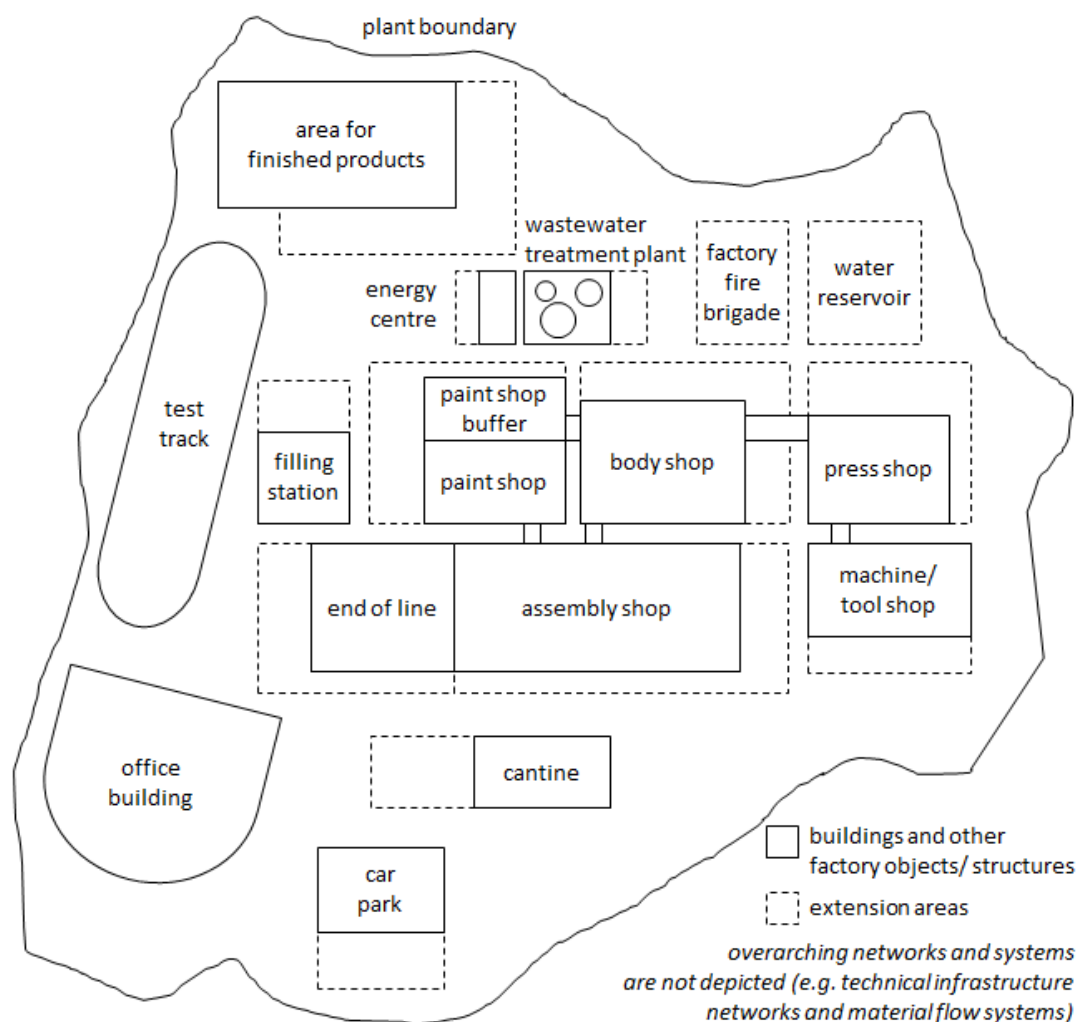 plant boundary
area for
finished products
wastewater
treatment plant
factory
fire
brigade
water
reservoir
energy
centre
test
track
paint shop
buffer
filling
station
paint shop
body shop
press shop
end of line
assembly shop
machine/
tool shop
office
building
cantine
car
park
buildings and other
factory objects/ structures
extension areas
overarching networks and systems
are not depicted (e.g. technical infrastructure
networks and material flow systems)